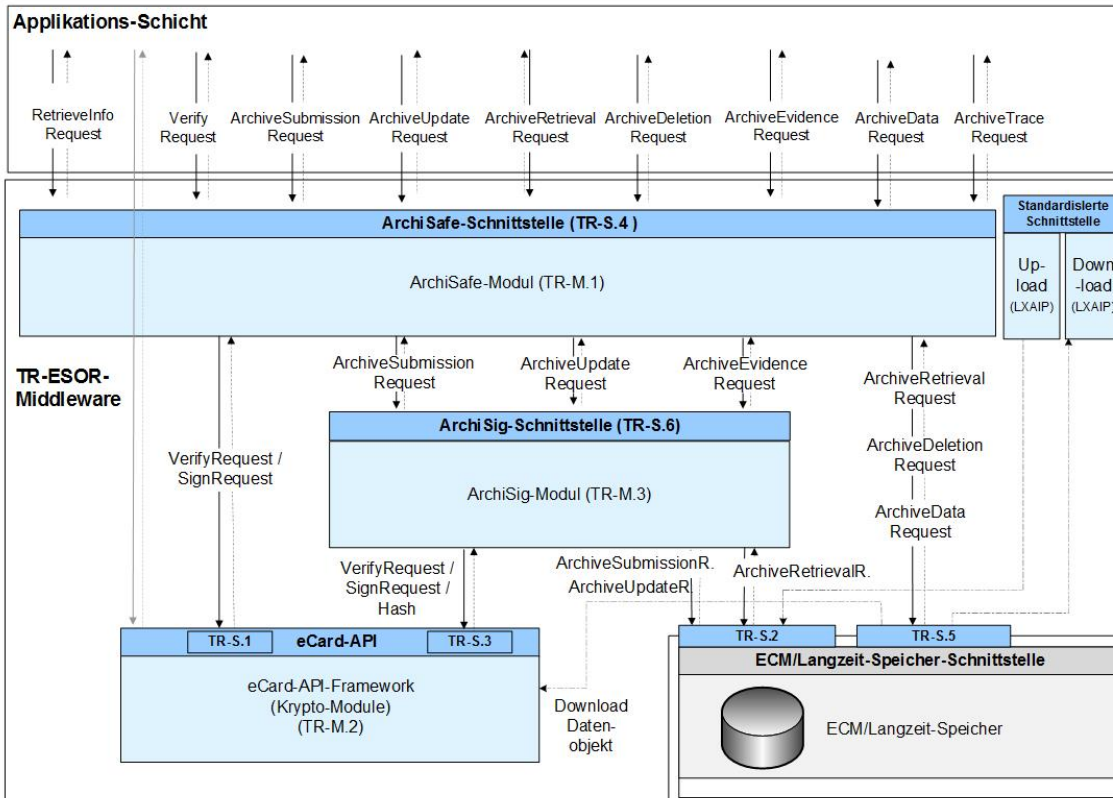 Applikations-Schicht
RetrieveInfo
Request
Verify
Request
ArchiveSubmission
Request
ArchiveUpdate
Request
ArchiveRetrieval
Request
ArchiveDeletion
Request
ArchiveEvidence
Request
ArchiveData
Request
ArchiveTrace
Request
ArchiSafe-Schnittstelle (TR-S.4 )
ArchiSafe-Modul (TR-M.1)
Standardisierte
Schnittstelle
Up-
load
(LXAIP)
Down
-load
(LXAIP)
TR-ESOR-
Middleware
ArchiveSubmission
Request
ArchiveUpdate
Request
ArchiveEvidence
Request
ArchiveRetrieval
Request
ArchiveDeletion
Request
ArchiveData
Request
VerifyRequest /
SignRequest
ArchiSig-Schnittstelle (TR-S.6)
ArchiSig-Modul (TR-M.3)
VerifyRequest /
SignRequest /
Hash
ArchiveSubmissionR.
ArchiveUpdateR.
ArchiveRetrievalR.
TR-S.1
eCard-API
TR-S.3
eCard-API-Framework
(Krypto-Module)
(TR-M.2)
Download
Daten-
objekt
TR-S.2
TR-S.5
ECM/Langzeit-Speicher-Schnittstelle
ECM/Langzeit-Speicher